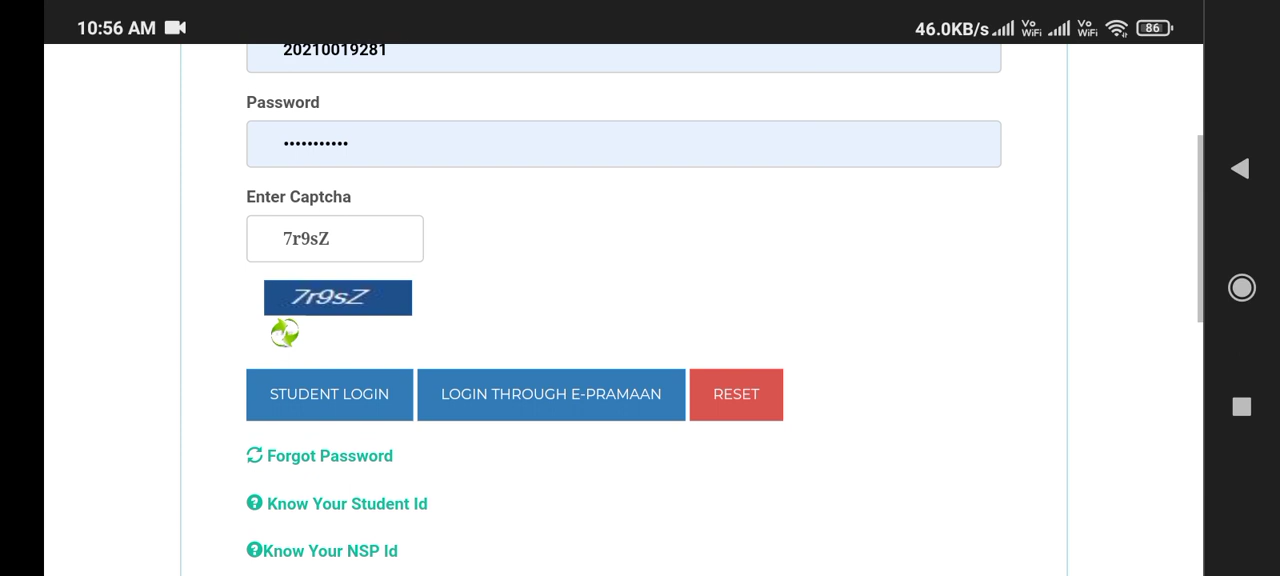 10:56 AM 46.0KB/s Vo WiFi Vo WiFi 86
20210019281
Password
•••••••••••
Enter Captcha
7r9sZ
7r9sZ
STUDENT LOGIN LOGIN THROUGH E-PRAMAAN RESET
Forgot Password
Know Your Student Id
Know Your NSP Id